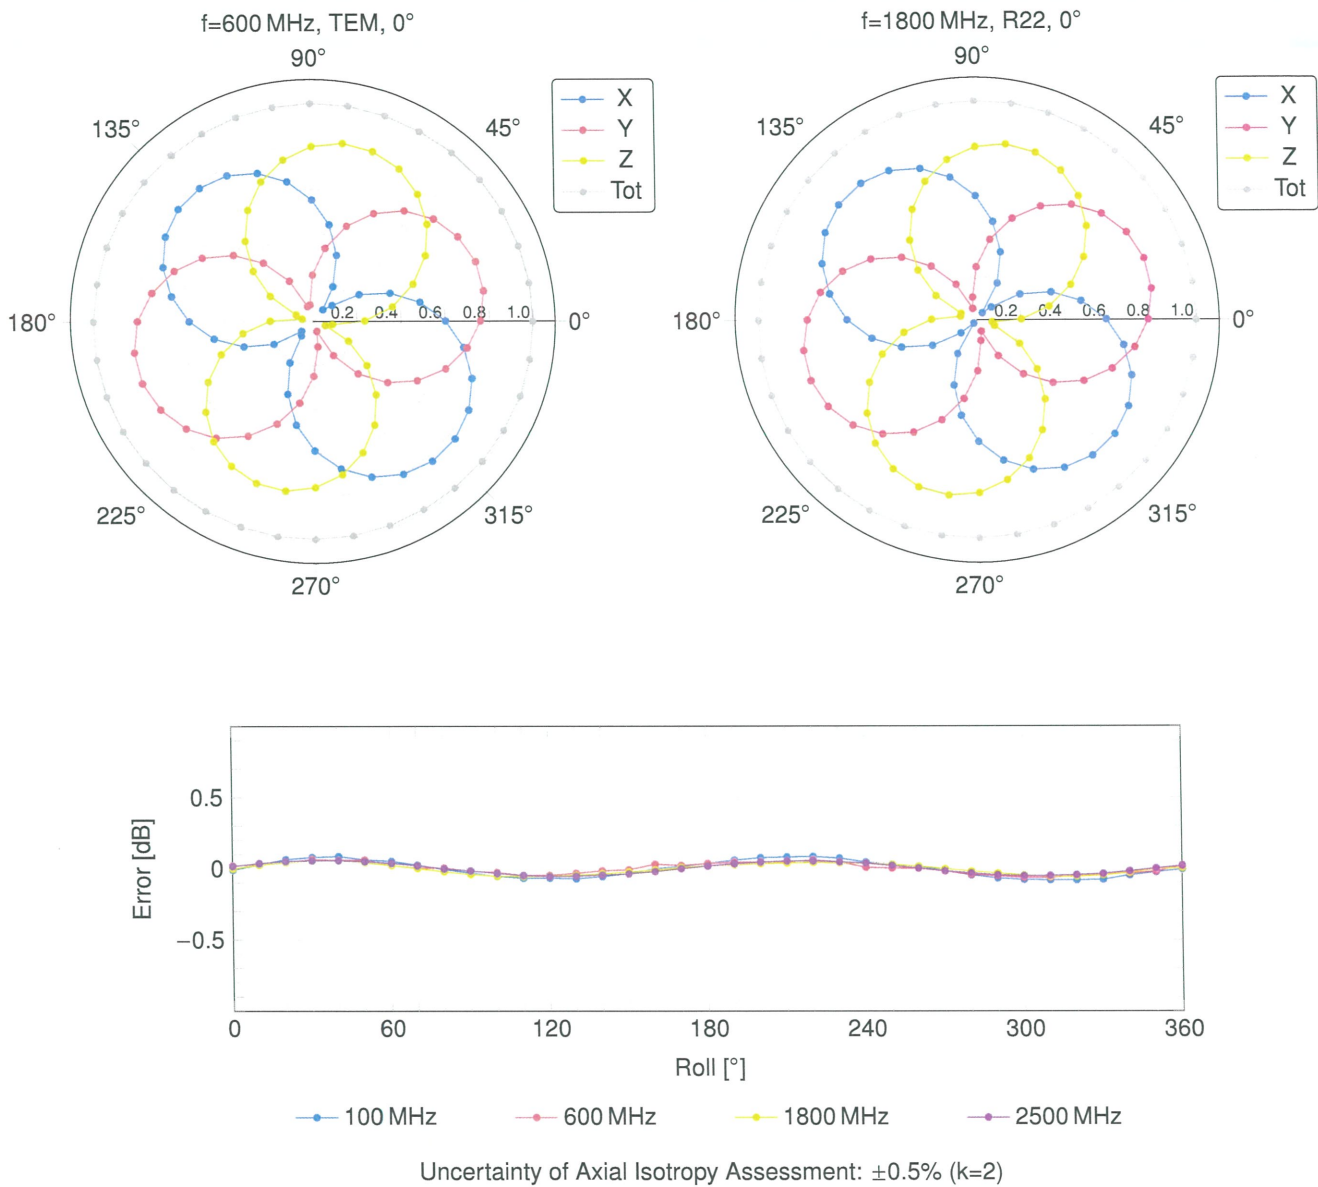 f=600 MHz, TEM, 0°
90°
135°
45°
X
Y
Z
Tot
180°
0.2 0.4 0.6 0.8 1.0
0°
225°
315°
270°
f=1800 MHz, R22, 0°
90°
135°
45°
X
Y
Z
Tot
180°
0.2 0.4 0.6 0.8 1.0
0°
225°
315°
270°
0.5
0
−0.5
Error [dB]
0 60 120 180 240 300 360
Roll [°]
100 MHz 600 MHz 1800 MHz 2500 MHz
Uncertainty of Axial Isotropy Assessment: ±0.5% (k=2)